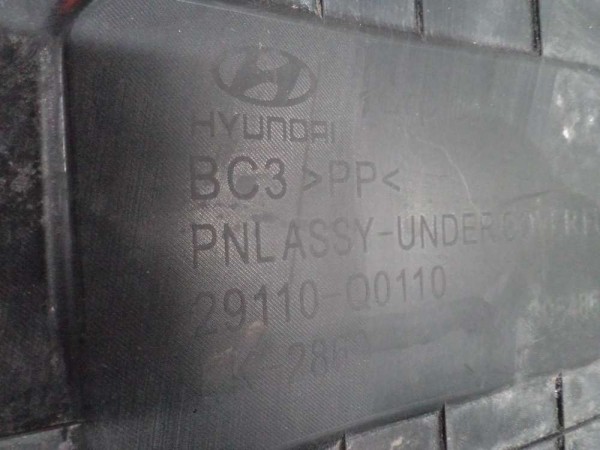 HYUNDAI
BC3 >PP<
PNL ASSY-UNDER
29110-Q0110